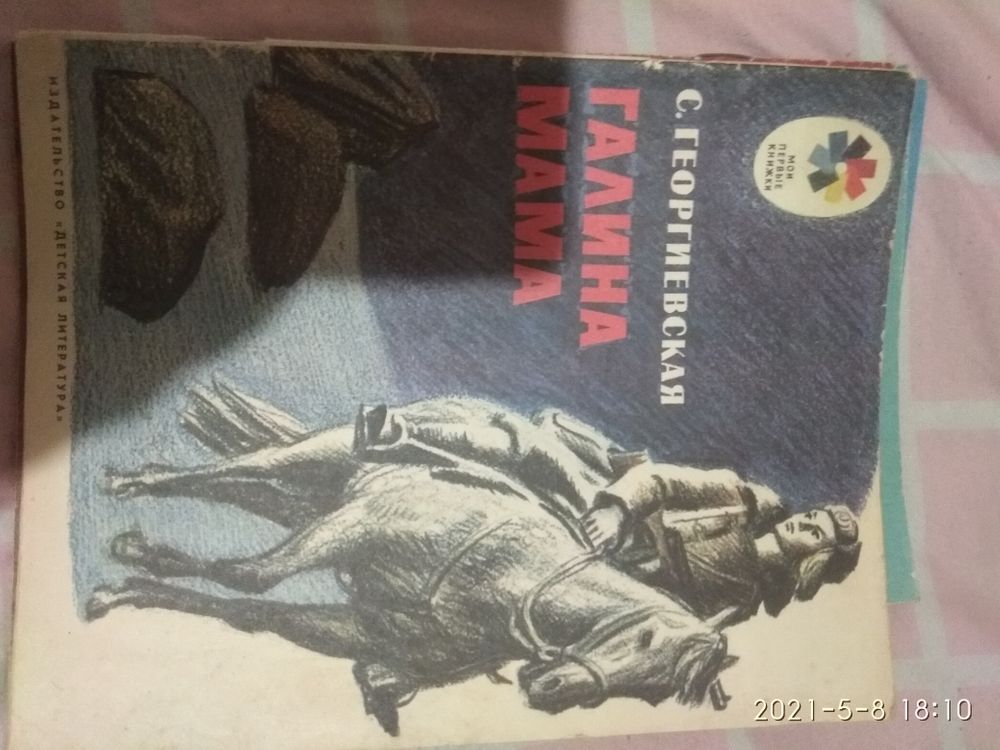 МОИ
ПЕРВЫЕ
КНИЖКИ
С. ГЕОРГИЕВСКАЯ
ГАЛИНА
МАМА
ИЗДАТЕЛЬСТВО «ДЕТСКАЯ ЛИТЕРАТУРА»
2021-5-8 18:10